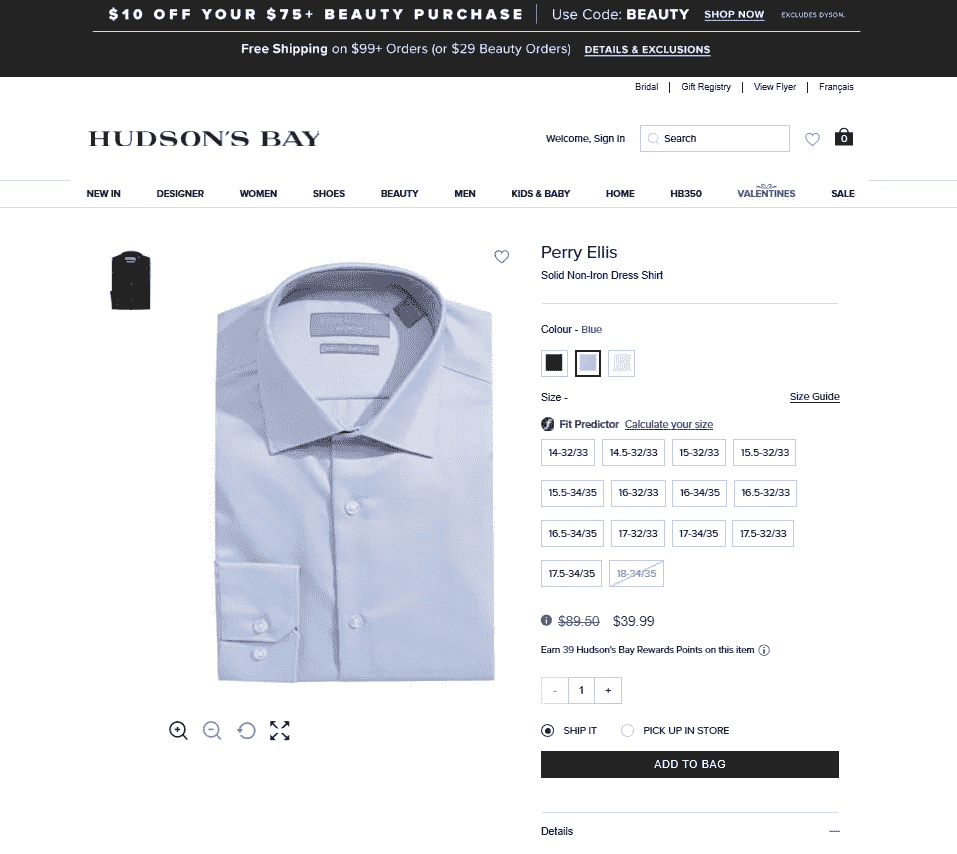 $10 OFF YOUR $75+ BEAUTY PURCHASE | Use Code: BEAUTY SHOP NOW EXCLUDES DYSON.
Free Shipping on $99+ Orders (or $29 Beauty Orders) DETAILS & EXCLUSIONS
Bridal | Gift Registry | View Flyer | Français
HUDSON'S BAY
Welcome, Sign In Search 0
NEW IN DESIGNER WOMEN SHOES BEAUTY MEN KIDS & BABY HOME HB350 VALENTINES SALE
Perry Ellis
Solid Non-Iron Dress Shirt
Colour - Blue
Size - Size Guide
Fit Predictor Calculate your size
14-32/33 14.5-32/33 15-32/33 15.5-32/33
15.5-34/35 16-32/33 16-34/35 16.5-32/33
16.5-34/35 17-32/33 17-34/35 17.5-32/33
17.5-34/35 18-34/35
$89.50 $39.99
Earn 39 Hudson's Bay Rewards Points on this item
- 1 +
SHIP IT PICK UP IN STORE
ADD TO BAG
Details